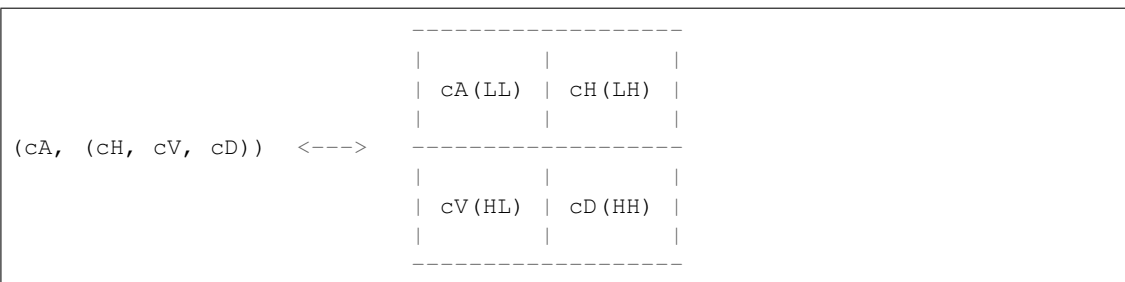 -------------------
|        |        |
| cA(LL) | cH(LH) |
|        |        |
(cA, (cH, cV, cD)) <---> -------------------
|        |        |
| cV(HL) | cD(HH) |
|        |        |
-------------------